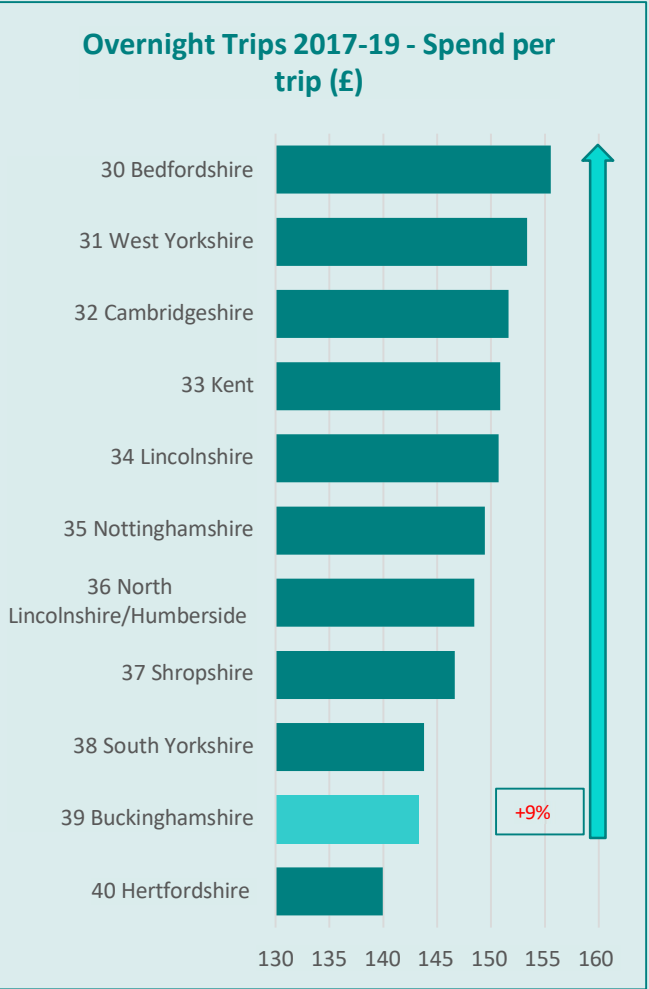 Overnight Trips 2017-19 - Spend per
trip (£)
30 Bedfordshire
31 West Yorkshire
32 Cambridgeshire
33 Kent
34 Lincolnshire
35 Nottinghamshire
36 North
Lincolnshire/Humberside
37 Shropshire
38 South Yorkshire
39 Buckinghamshire
+9%
40 Hertfordshire
130 135 140 145 150 155 160